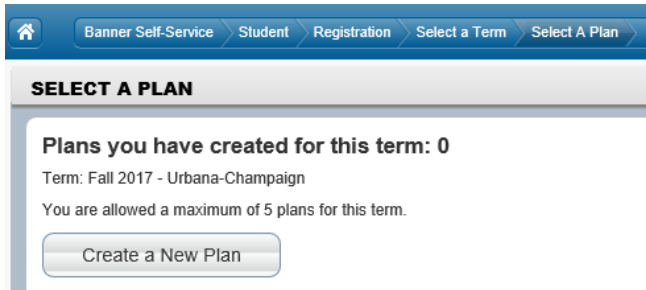 Banner Self-Service Student Registration Select a Term Select A Plan
SELECT A PLAN
Plans you have created for this term: 0
Term: Fall 2017 - Urbana-Champaign
You are allowed a maximum of 5 plans for this term.
Create a New Plan